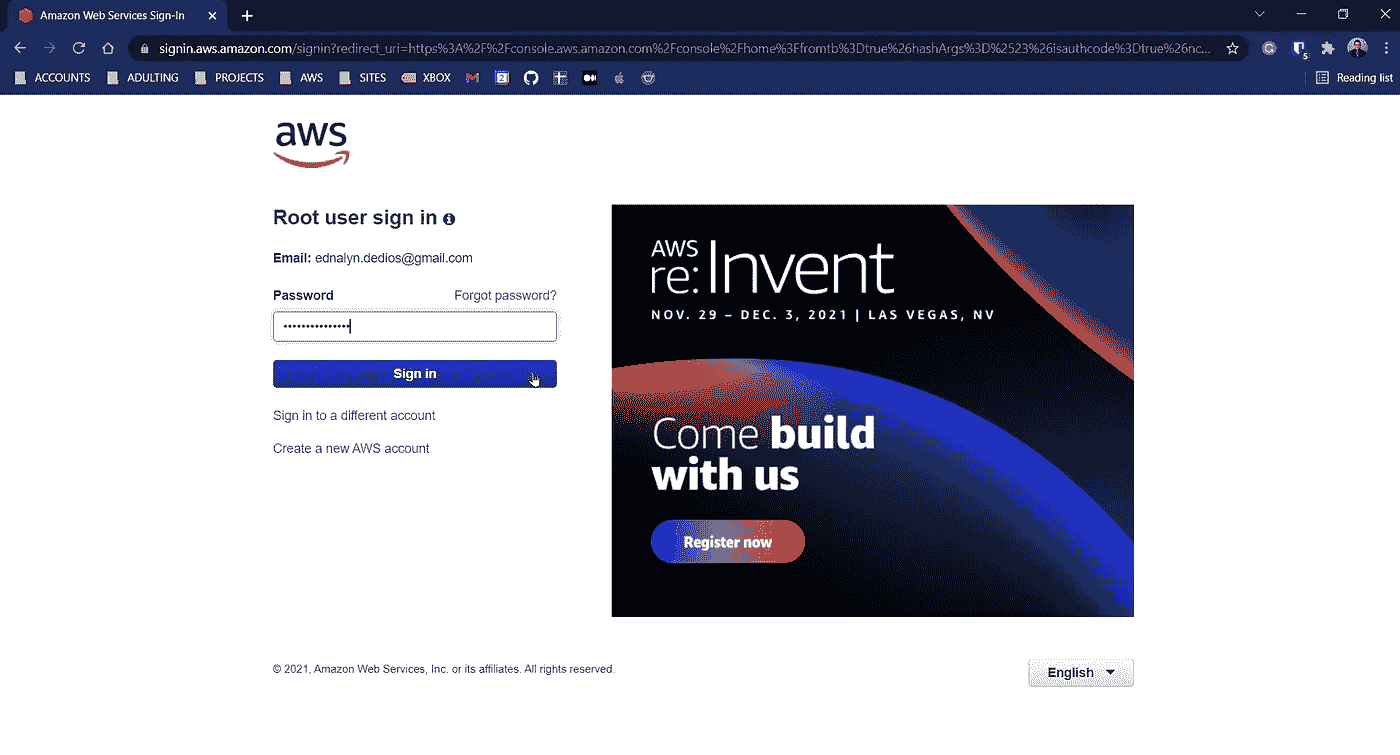 Amazon Web Services Sign-In
signin.aws.amazon.com/signin?redirect_uri=https%3A%2F%2Fconsole.aws.amazon.com%2Fconsole%2Fhome%3Ffromtb%3Dtrue%26hashArgs%3D%2523%26isauthcode%3Dtrue%26nc...
5
ACCOUNTS ADULTING PROJECTS AWS SITES XBOX 2 Reading list
aws
Root user sign in
Email: ednalyn.dedios@gmail.com
Password Forgot password?
••••••••••••••••
Sign in
Sign in to a different account
Create a new AWS account
AWS
re:Invent
NOV. 29 – DEC. 3, 2021 | LAS VEGAS, NV
Come build
with us
Register now
© 2021, Amazon Web Services, Inc. or its affiliates. All rights reserved.
English